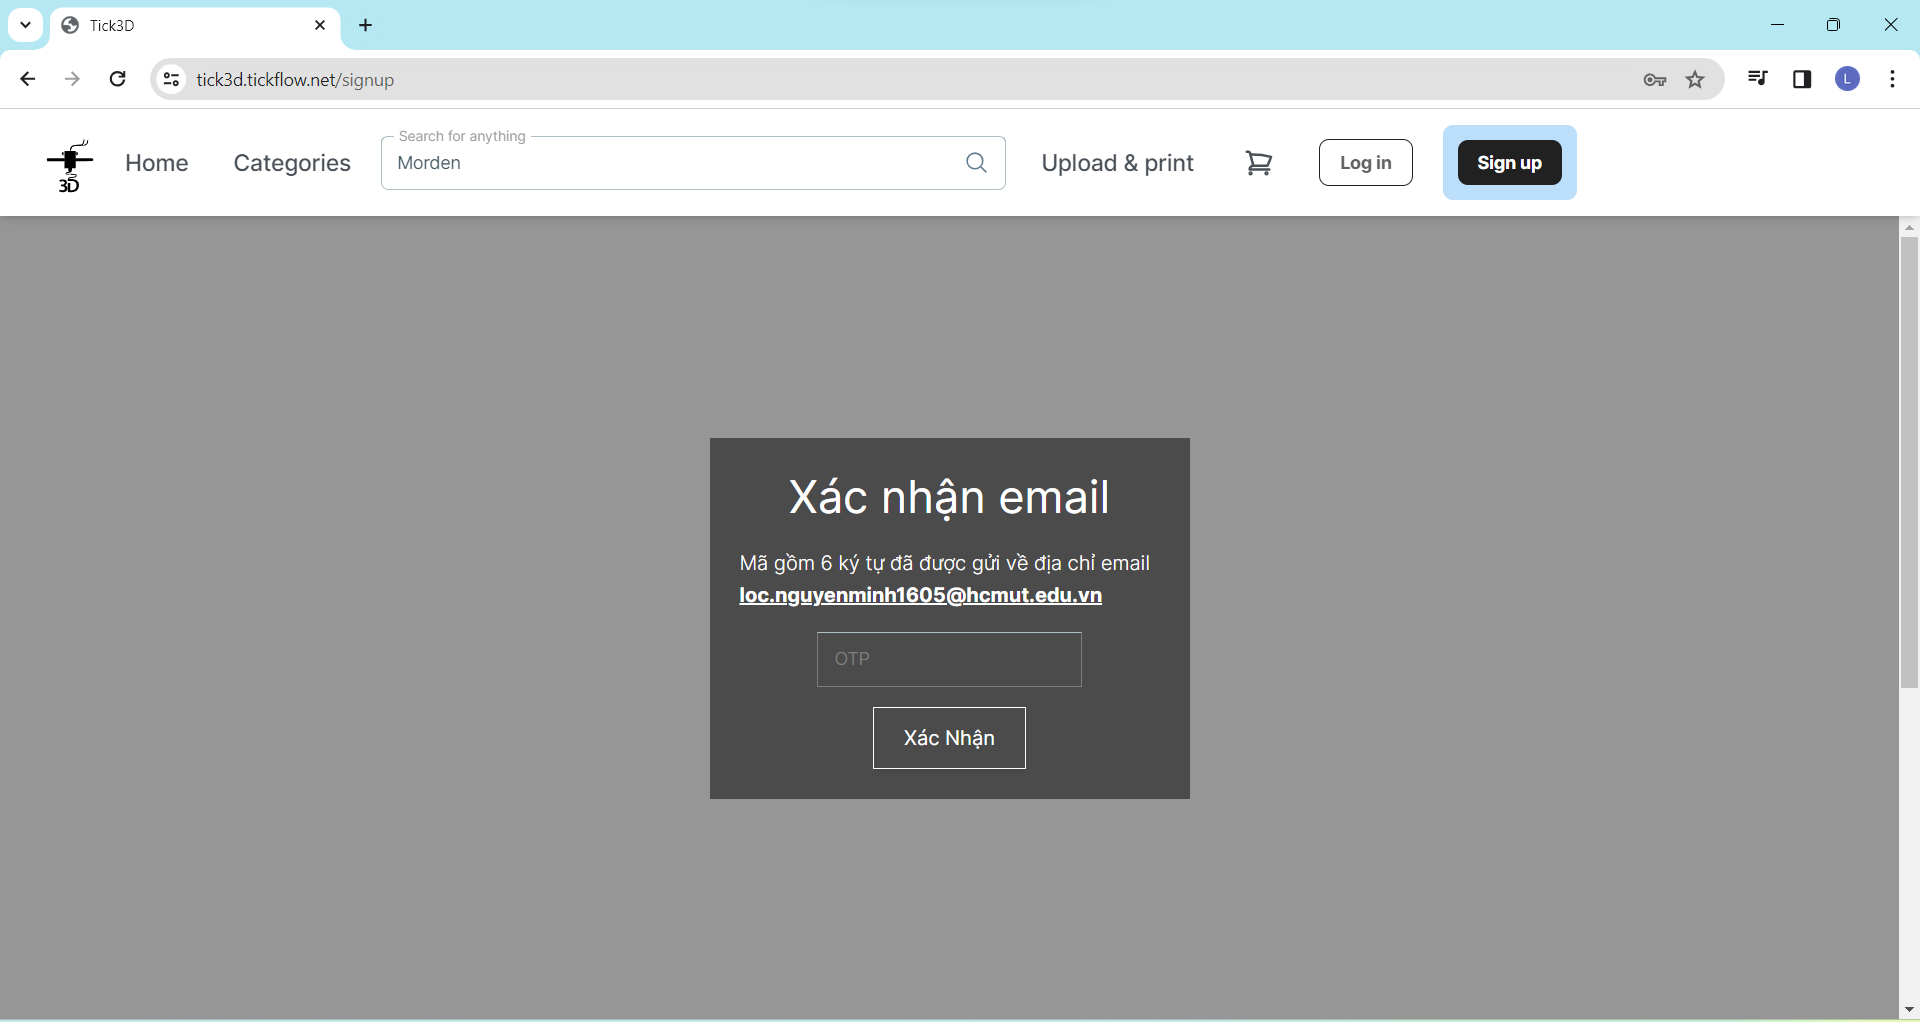 Tick3D
tick3d.tickflow.net/signup
L
3D
Home
Categories
Search for anything
Morden
Upload & print
Log in
Sign up
Xác nhận email
Mã gồm 6 ký tự đã được gửi về địa chỉ email
loc.nguyenminh1605@hcmut.edu.vn
OTP
Xác Nhận